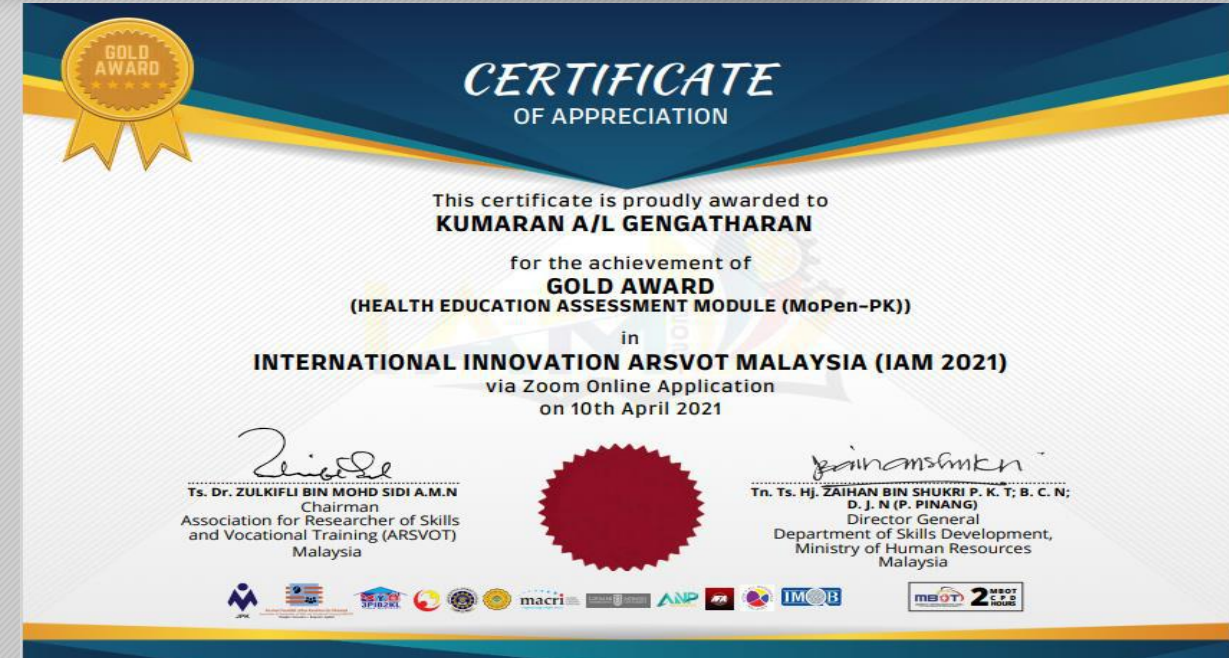 GOLD
AWARD
CERTIFICATE
OF APPRECIATION
This certificate is proudly awarded to
KUMARAN A/L GENGATHARAN
for the achievement of
GOLD AWARD
(HEALTH EDUCATION ASSESSMENT MODULE (MoPen-PK))
in
INTERNATIONAL INNOVATION ARSVOT MALAYSIA (IAM 2021)
via Zoom Online Application
on 10th April 2021
Ts. Dr. ZULKIFLI BIN MOHD SIDI A.M.N
Chairman
Association for Researcher of Skills
and Vocational Training (ARSVOT)
Malaysia
Tn. Ts. Hj. ZAIHAN BIN SHUKRI P. K. T; B. C. N;
D. J. N (P. PINANG)
Director General
Department of Skills Development,
Ministry of Human Resources
Malaysia
JPK
3PIB2KL
macri
ANP
IMOB
MBOT 2 MBOT
CPD
HOURS